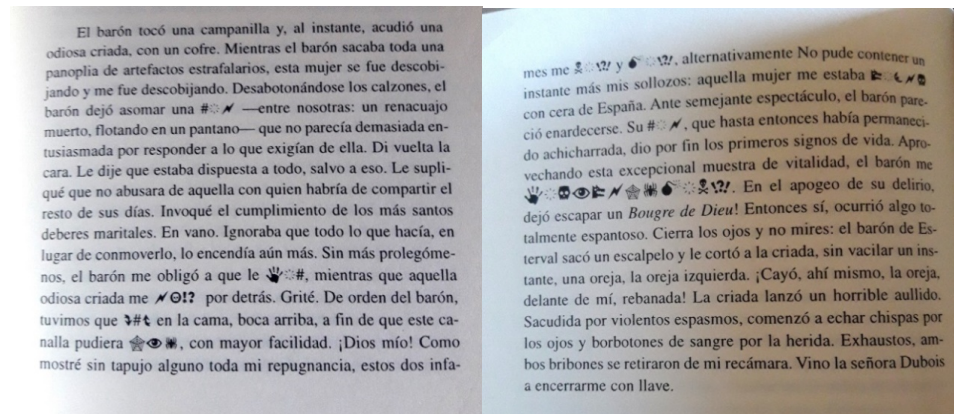 El barón tocó una campanilla y, al instante, acudió una
odiosa criada, con un cofre. Mientras el barón sacaba toda una
panoplia de artefactos estrafalarios, esta mujer se fue descobi-
jando y me fue descobijando. Desabotonándose los calzones, el
barón dejó asomar una # —entre nosotras: un renacuajo
muerto, flotando en un pantano— que no parecía demasiada en-
tusiasmada por responder a lo que exigían de ella. Di vuelta la
cara. Le dije que estaba dispuesta a todo, salvo a eso. Le supli-
qué que no abusara de aquella con quien habría de compartir el
resto de sus días. Invoqué el cumplimiento de los más santos
deberes maritales. En vano. Ignoraba que todo lo que hacía, en
lugar de conmoverlo, lo encendía aún más. Sin más prolegóme-
nos, el barón me obligó a que le #, mientras que aquella
odiosa criada me !? por detrás. Grité. De orden del barón,
tuvimos que # en la cama, boca arriba, a fin de que este ca-
nalla pudiera , con mayor facilidad. ¡Dios mío! Como
mostré sin tapujo alguno toda mi repugnancia, estos dos infa-
mes me \?/ y \?/, alternativamente No pude contener un
instante más mis sollozos: aquella mujer me estaba
con cera de España. Ante semejante espectáculo, el barón pare-
ció enardecerse. Su #, que hasta entonces había permaneci-
do achicharrada, dio por fin los primeros signos de vida. Apro-
vechando esta excepcional muestra de vitalidad, el barón me
\?/. En el apogeo de su delirio,
dejó escapar un Bougre de Dieu! Entonces sí, ocurrió algo to-
talmente espantoso. Cierra los ojos y no mires: el barón de Es-
terval sacó un escalpelo y le cortó a la criada, sin vacilar un ins-
tante, una oreja, la oreja izquierda. ¡Cayó, ahí mismo, la oreja,
delante de mí, rebanada! La criada lanzó un horrible aullido.
Sacudida por violentos espasmos, comenzó a echar chispas por
los ojos y borbotones de sangre por la herida. Exhaustos, am-
bos bribones se retiraron de mi recámara. Vino la señora Dubois
a encerrarme con llave.